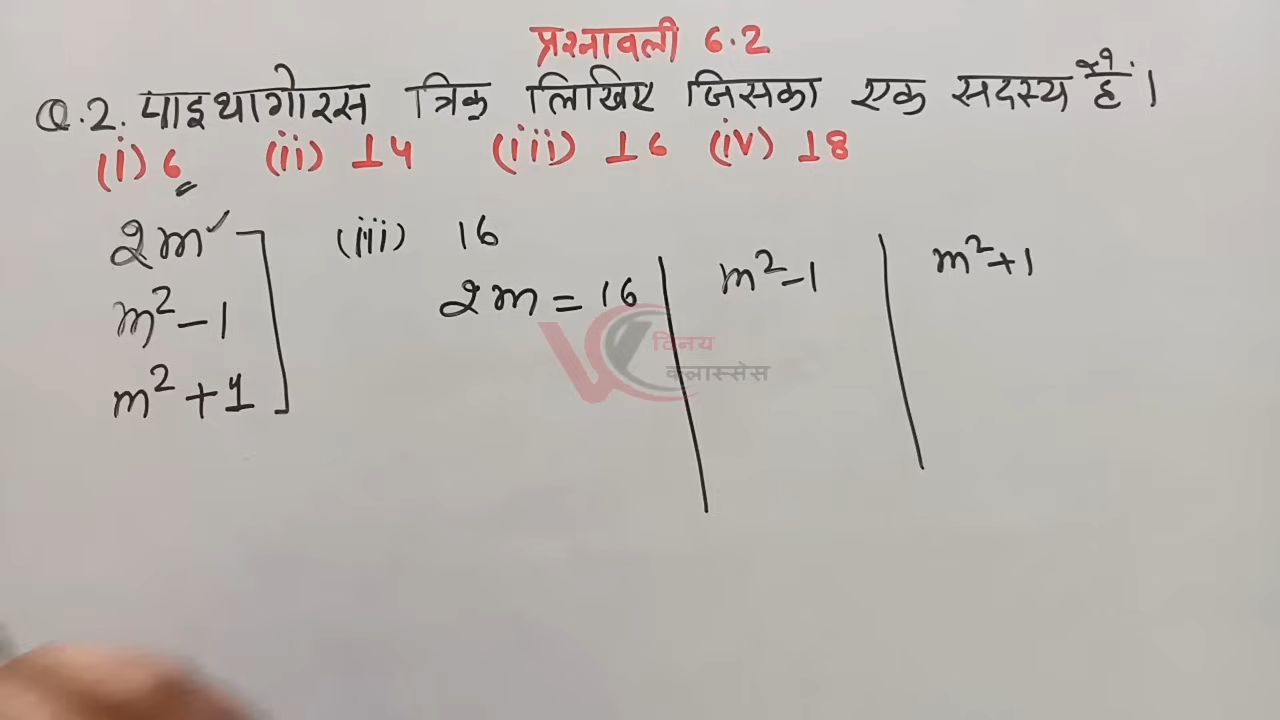 प्रश्नावली 6.2
Q.2. पाइथागोरस त्रिक लिखिए जिसका एक सदस्य है।
(i) 6 (ii) 14 (iii) 16 (iv) 18
2m ✓
m² - 1
m² + 1
(iii) 16
2m = 16
m² - 1
m² + 1
विनय
क्लास्सेस